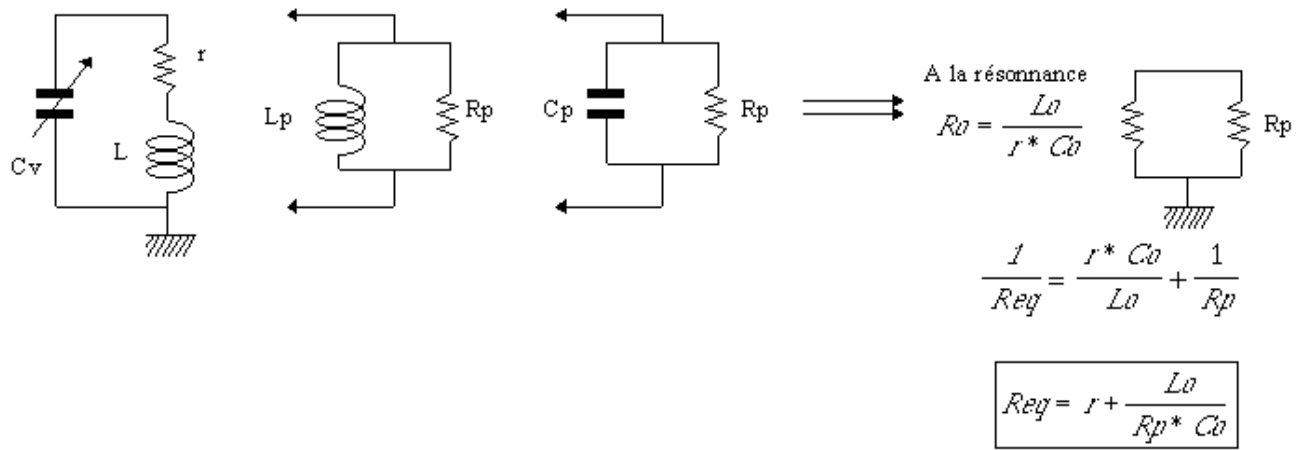 r
Cv
L
Lp
Rp
Cp
Rp
A la résonnance
Ro = Lo / r* Co
Rp
1 / Req = r* Co / Lo + 1 / Rp
Req = r + Lo / Rp* Co